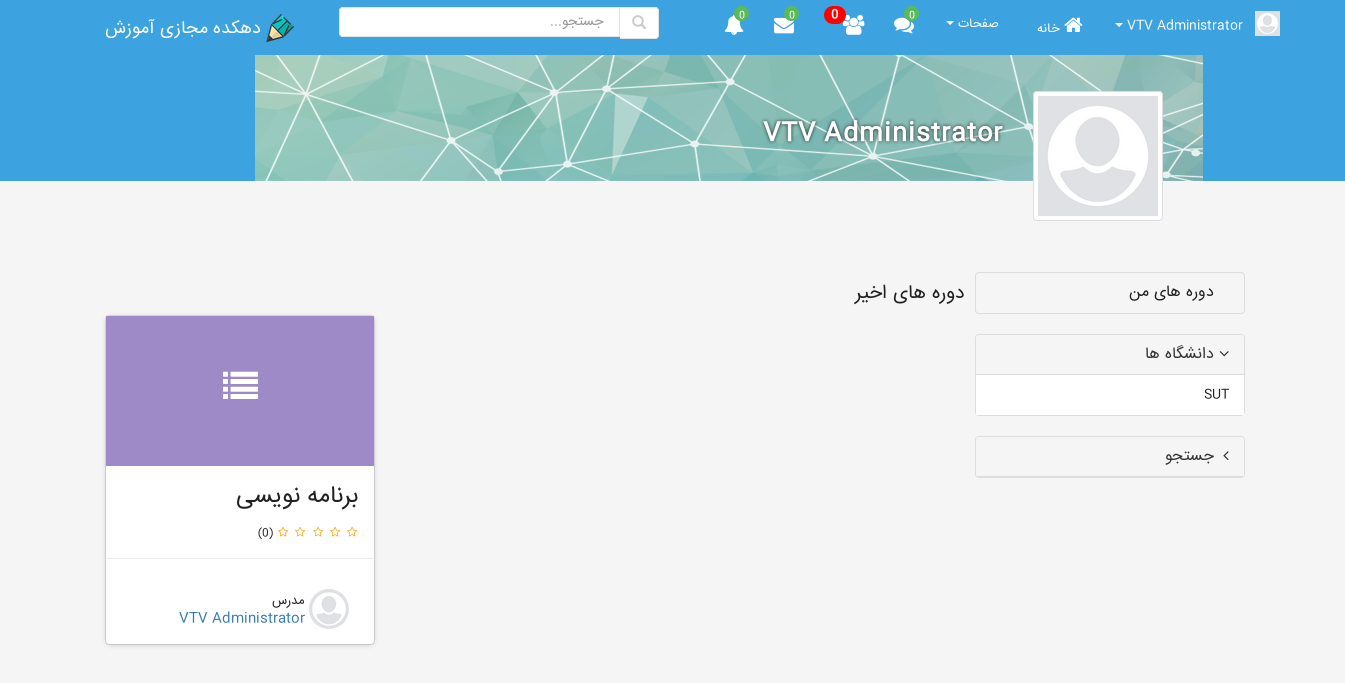 VTV Administrator
خانه
صفحات
0
0
0
0
جستجو...
دهکده مجازی آموزش
VTV Administrator
دوره های من
دوره های اخیر
دانشگاه ها
SUT
جستجو
برنامه نویسی
(0)
مدرس
VTV Administrator